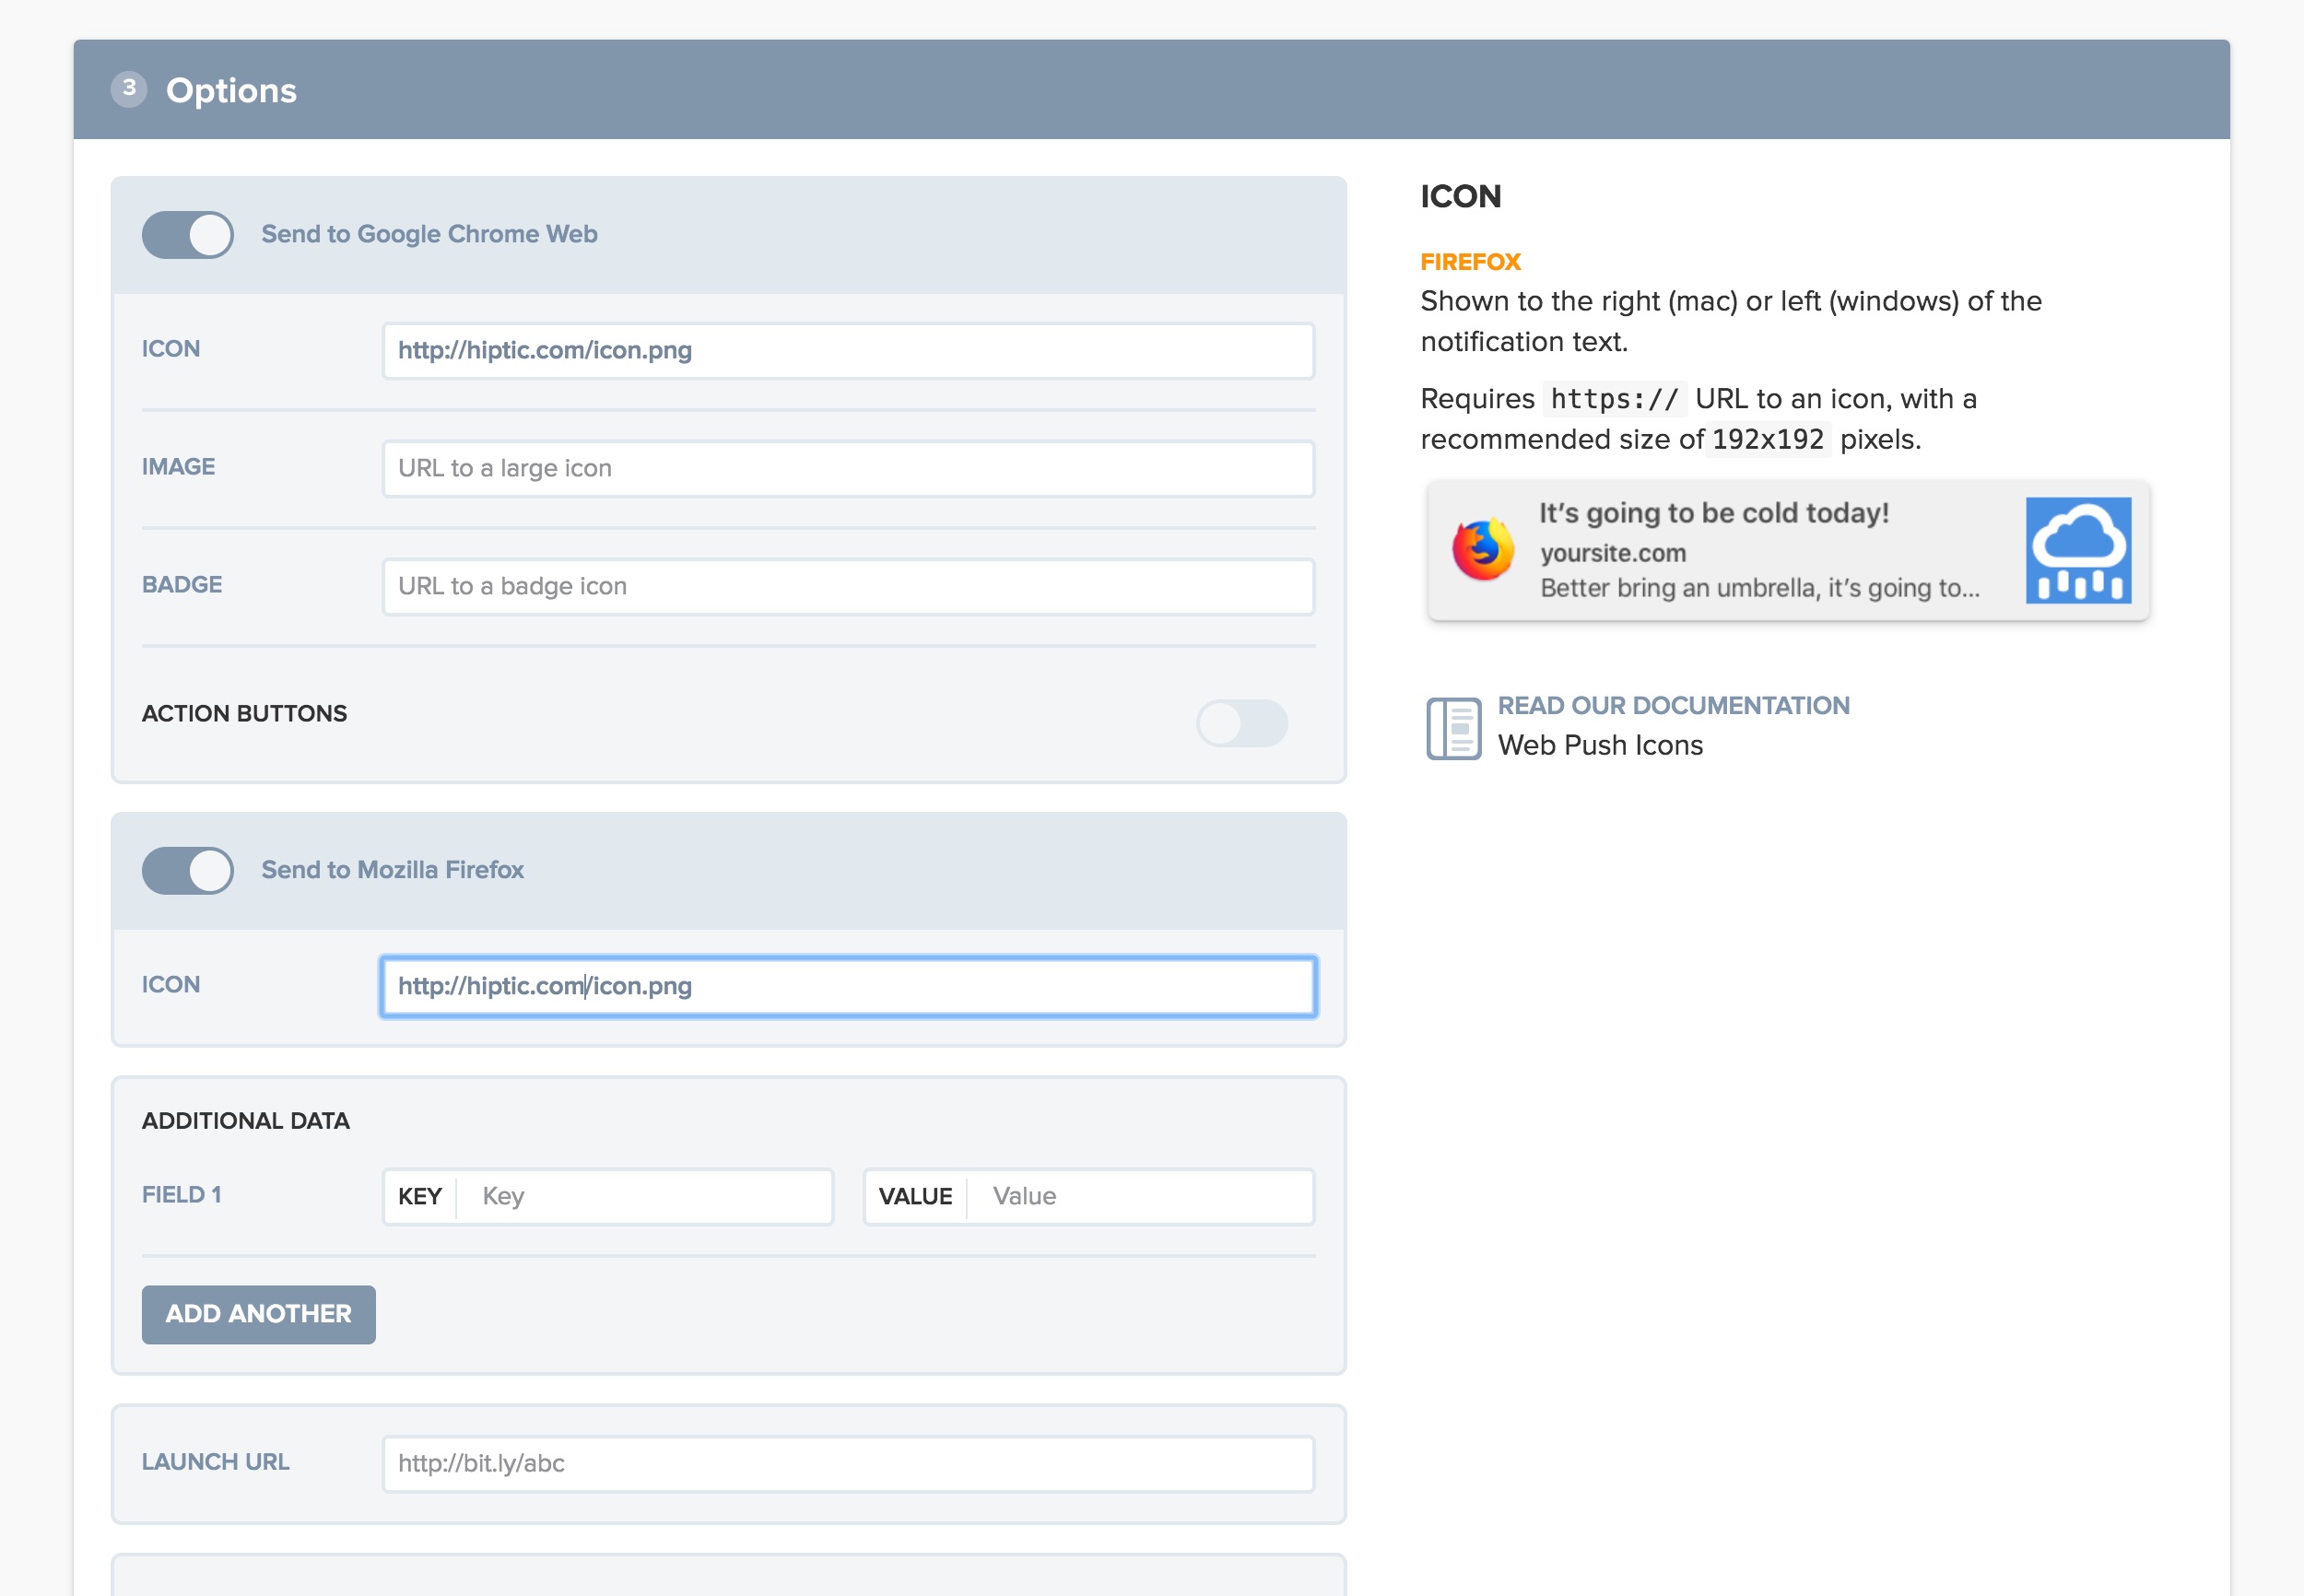 3 Options
Send to Google Chrome Web
ICON http://hiptic.com/icon.png
IMAGE URL to a large icon
BADGE URL to a badge icon
ACTION BUTTONS
Send to Mozilla Firefox
ICON http://hiptic.com/icon.png
ADDITIONAL DATA
FIELD 1 KEY Key VALUE Value
ADD ANOTHER
LAUNCH URL http://bit.ly/abc
ICON
FIREFOX
Shown to the right (mac) or left (windows) of the
notification text.
Requires https:// URL to an icon, with a
recommended size of 192x192 pixels.
It's going to be cold today!
yoursite.com
Better bring an umbrella, it's going to...
READ OUR DOCUMENTATION
Web Push Icons